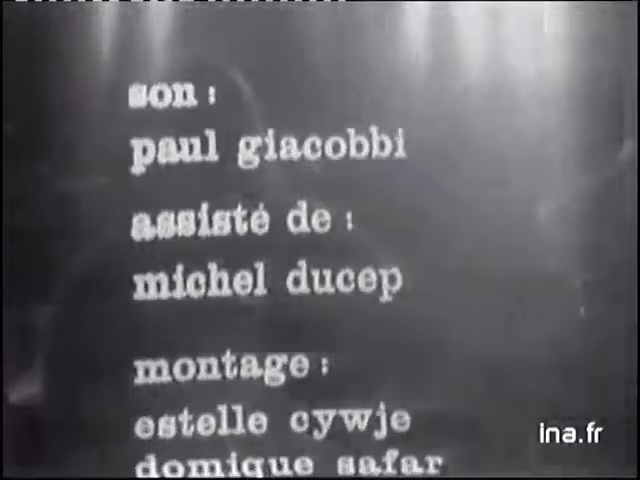 son :
paul giacobbi
assisté de :
michel ducep
montage :
estelle cywje
domique safar
ina.fr